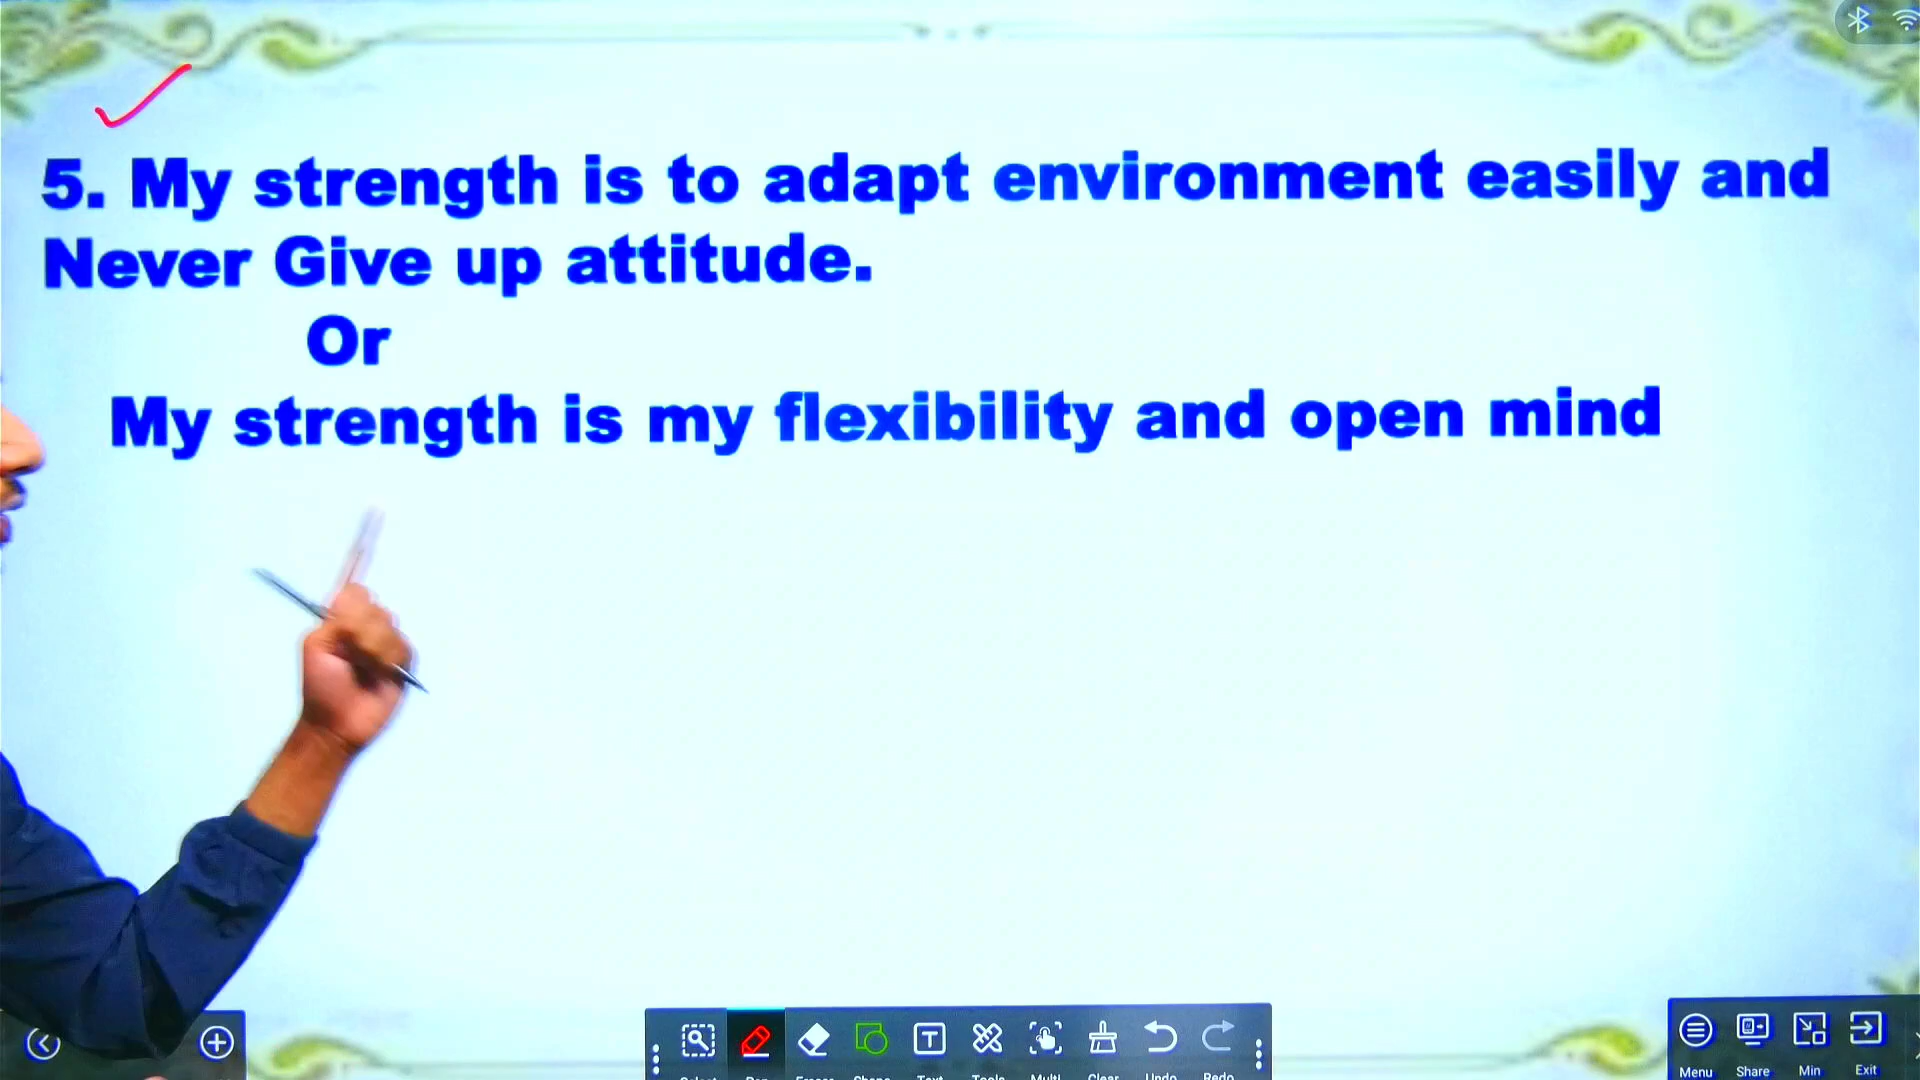 5. My strength is to adapt environment easily and
Never Give up attitude.
Or
My strength is my flexibility and open mind
Menu Share Min Exit